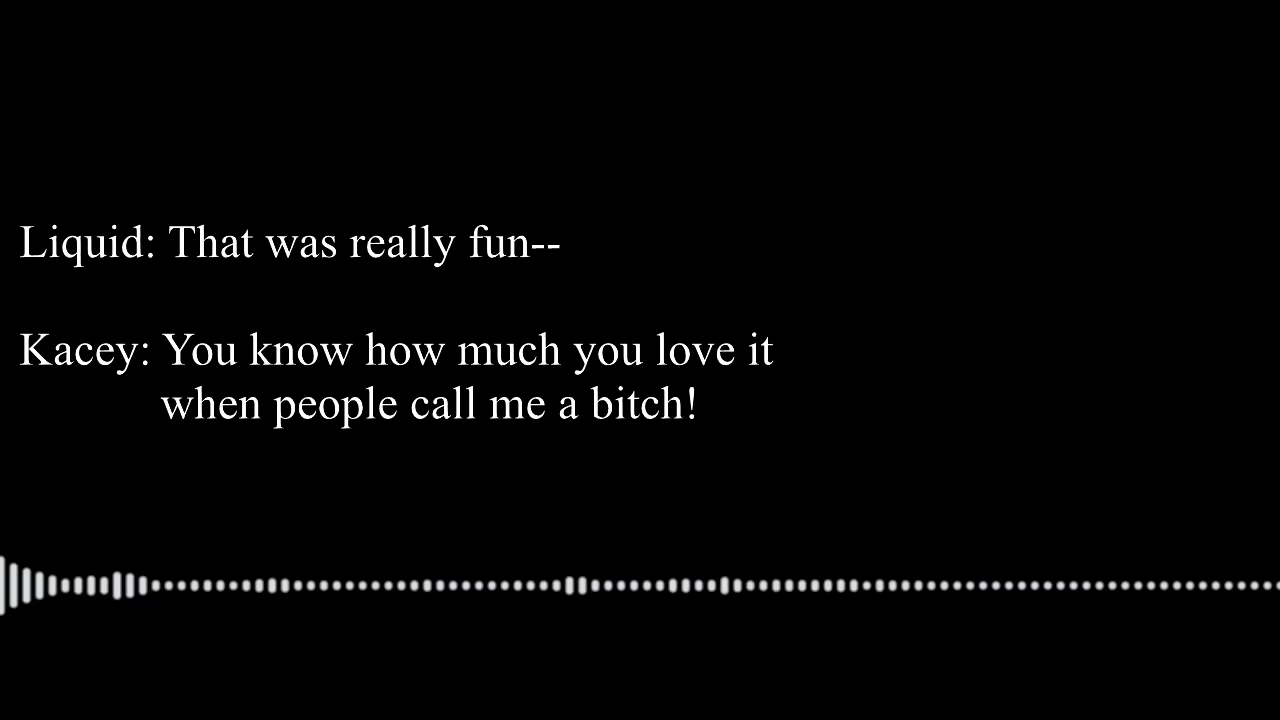 Liquid: That was really fun--
Kacey: You know how much you love it
when people call me a bitch!